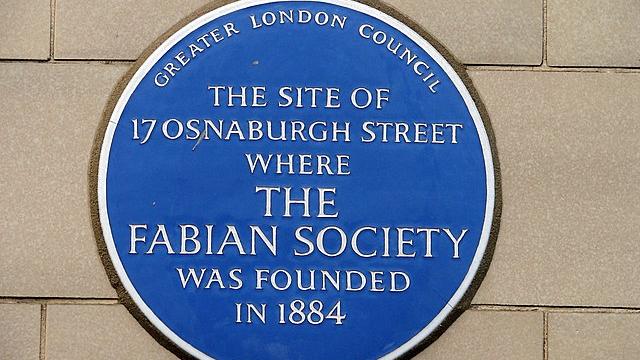 GREATER LONDON COUNCIL
THE SITE OF
17 OSNABURGH STREET
WHERE
THE
FABIAN SOCIETY
WAS FOUNDED
IN 1884